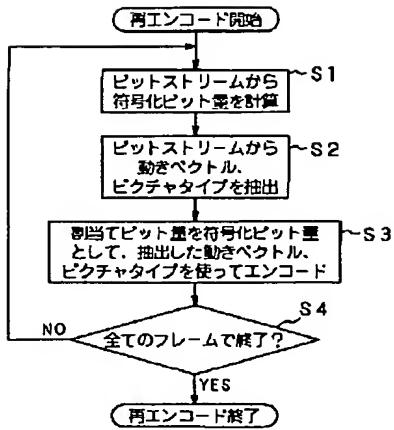 再エンコード開始
ビットストリームから
符号化ビット量を計算
S1
ビットストリームから
動きベクトル、
ピクチャタイプを抽出
S2
割当てビット量を符号化ビット量
として、抽出した動きベクトル、
ピクチャタイプを使ってエンコード
S3
S4
全てのフレームで終了?
NO
YES
再エンコード終了